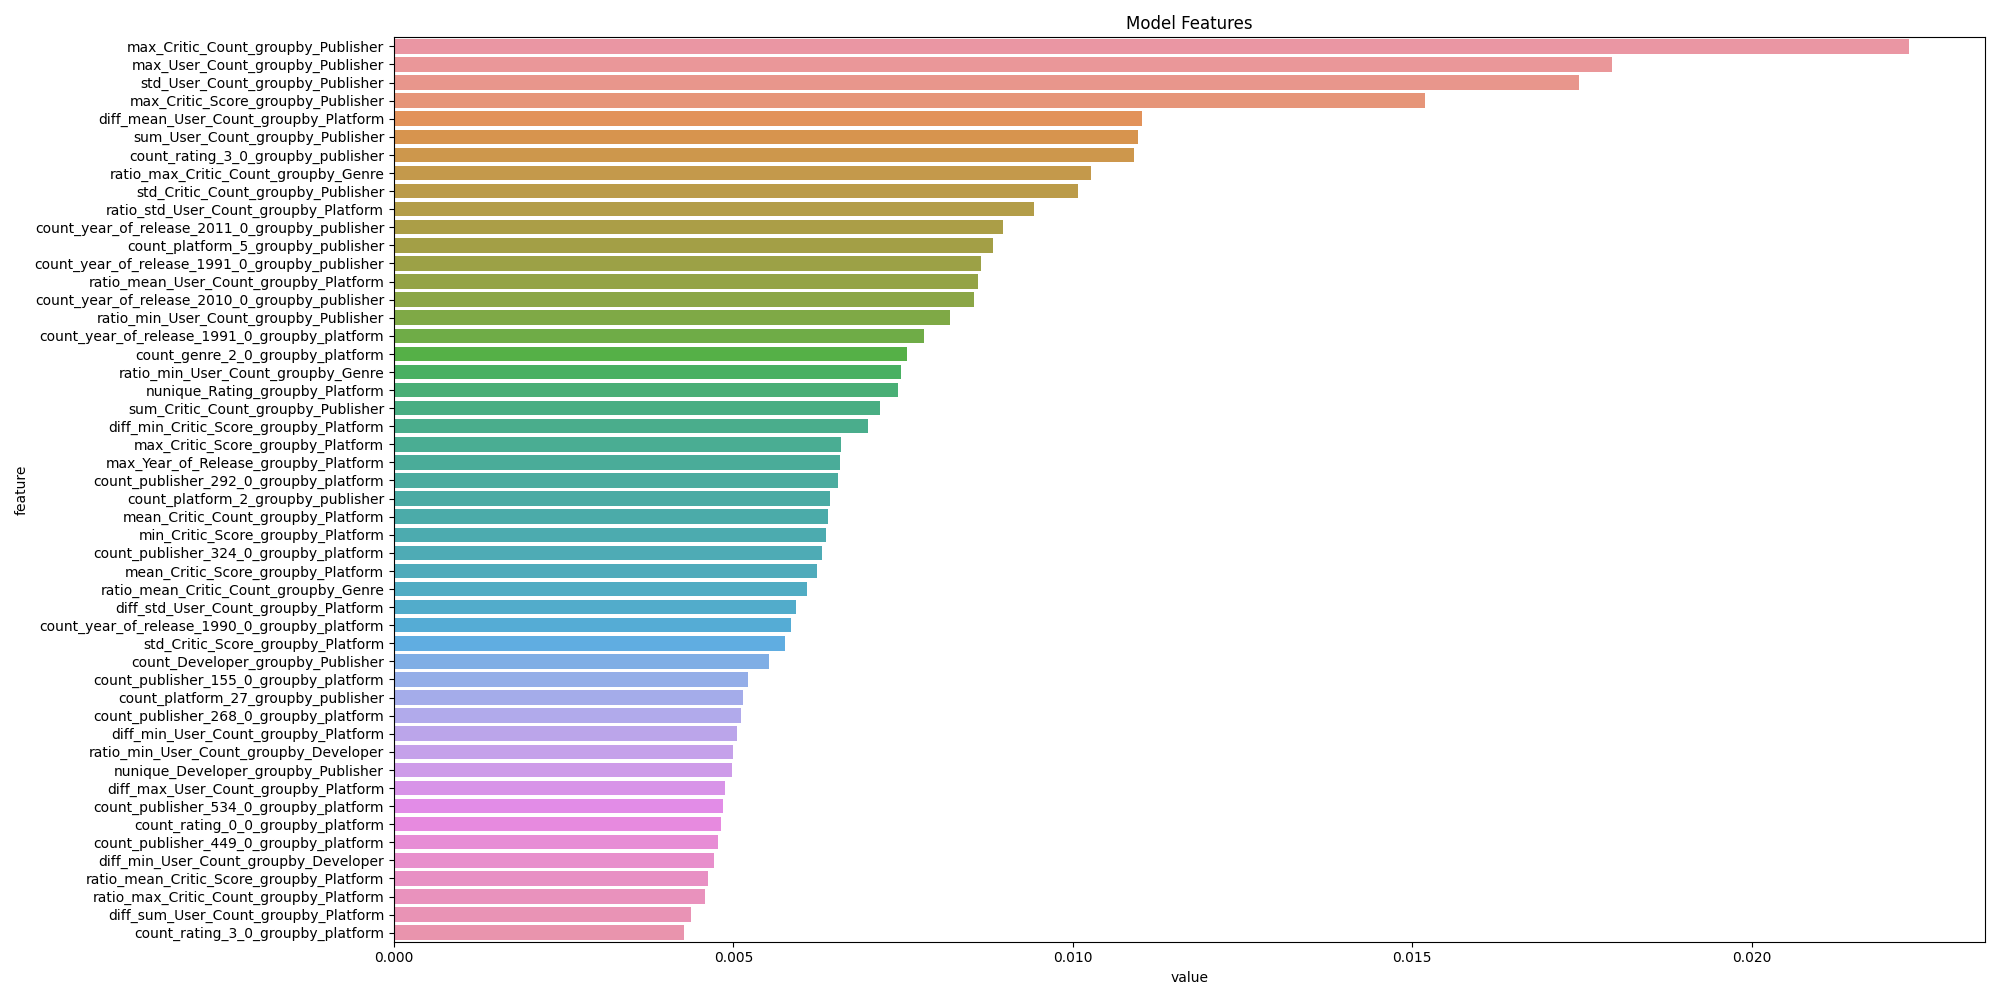 Model Features
max_Critic_Count_groupby_Publisher
max_User_Count_groupby_Publisher
std_User_Count_groupby_Publisher
max_Critic_Score_groupby_Publisher
diff_mean_User_Count_groupby_Platform
sum_User_Count_groupby_Publisher
count_rating_3_0_groupby_publisher
ratio_max_Critic_Count_groupby_Genre
std_Critic_Count_groupby_Publisher
ratio_std_User_Count_groupby_Platform
count_year_of_release_2011_0_groupby_publisher
count_platform_5_groupby_publisher
count_year_of_release_1991_0_groupby_publisher
ratio_mean_User_Count_groupby_Platform
count_year_of_release_2010_0_groupby_publisher
ratio_min_User_Count_groupby_Publisher
count_year_of_release_1991_0_groupby_platform
count_genre_2_0_groupby_platform
ratio_min_User_Count_groupby_Genre
nunique_Rating_groupby_Platform
sum_Critic_Count_groupby_Publisher
diff_min_Critic_Score_groupby_Platform
max_Critic_Score_groupby_Platform
max_Year_of_Release_groupby_Platform
count_publisher_292_0_groupby_platform
count_platform_2_groupby_publisher
mean_Critic_Count_groupby_Platform
min_Critic_Score_groupby_Platform
count_publisher_324_0_groupby_platform
mean_Critic_Score_groupby_Platform
ratio_mean_Critic_Count_groupby_Genre
diff_std_User_Count_groupby_Platform
count_year_of_release_1990_0_groupby_platform
std_Critic_Score_groupby_Platform
count_Developer_groupby_Publisher
count_publisher_155_0_groupby_platform
count_platform_27_groupby_publisher
count_publisher_268_0_groupby_platform
diff_min_User_Count_groupby_Platform
ratio_min_User_Count_groupby_Developer
nunique_Developer_groupby_Publisher
diff_max_User_Count_groupby_Platform
count_publisher_534_0_groupby_platform
count_rating_0_0_groupby_platform
count_publisher_449_0_groupby_platform
diff_min_User_Count_groupby_Developer
ratio_mean_Critic_Score_groupby_Platform
ratio_max_Critic_Count_groupby_Platform
diff_sum_User_Count_groupby_Platform
count_rating_3_0_groupby_platform
feature
0.000 0.005 0.010 0.015 0.020
value